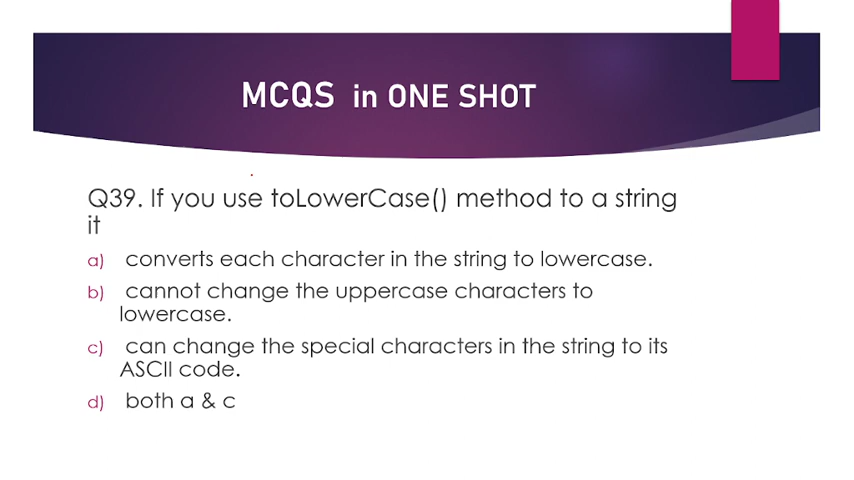 MCQS in ONE SHOT
Q39. If you use toLowerCase() method to a string
it
a) converts each character in the string to lowercase.
b) cannot change the uppercase characters to
lowercase.
c) can change the special characters in the string to its
ASCII code.
d) both a & c